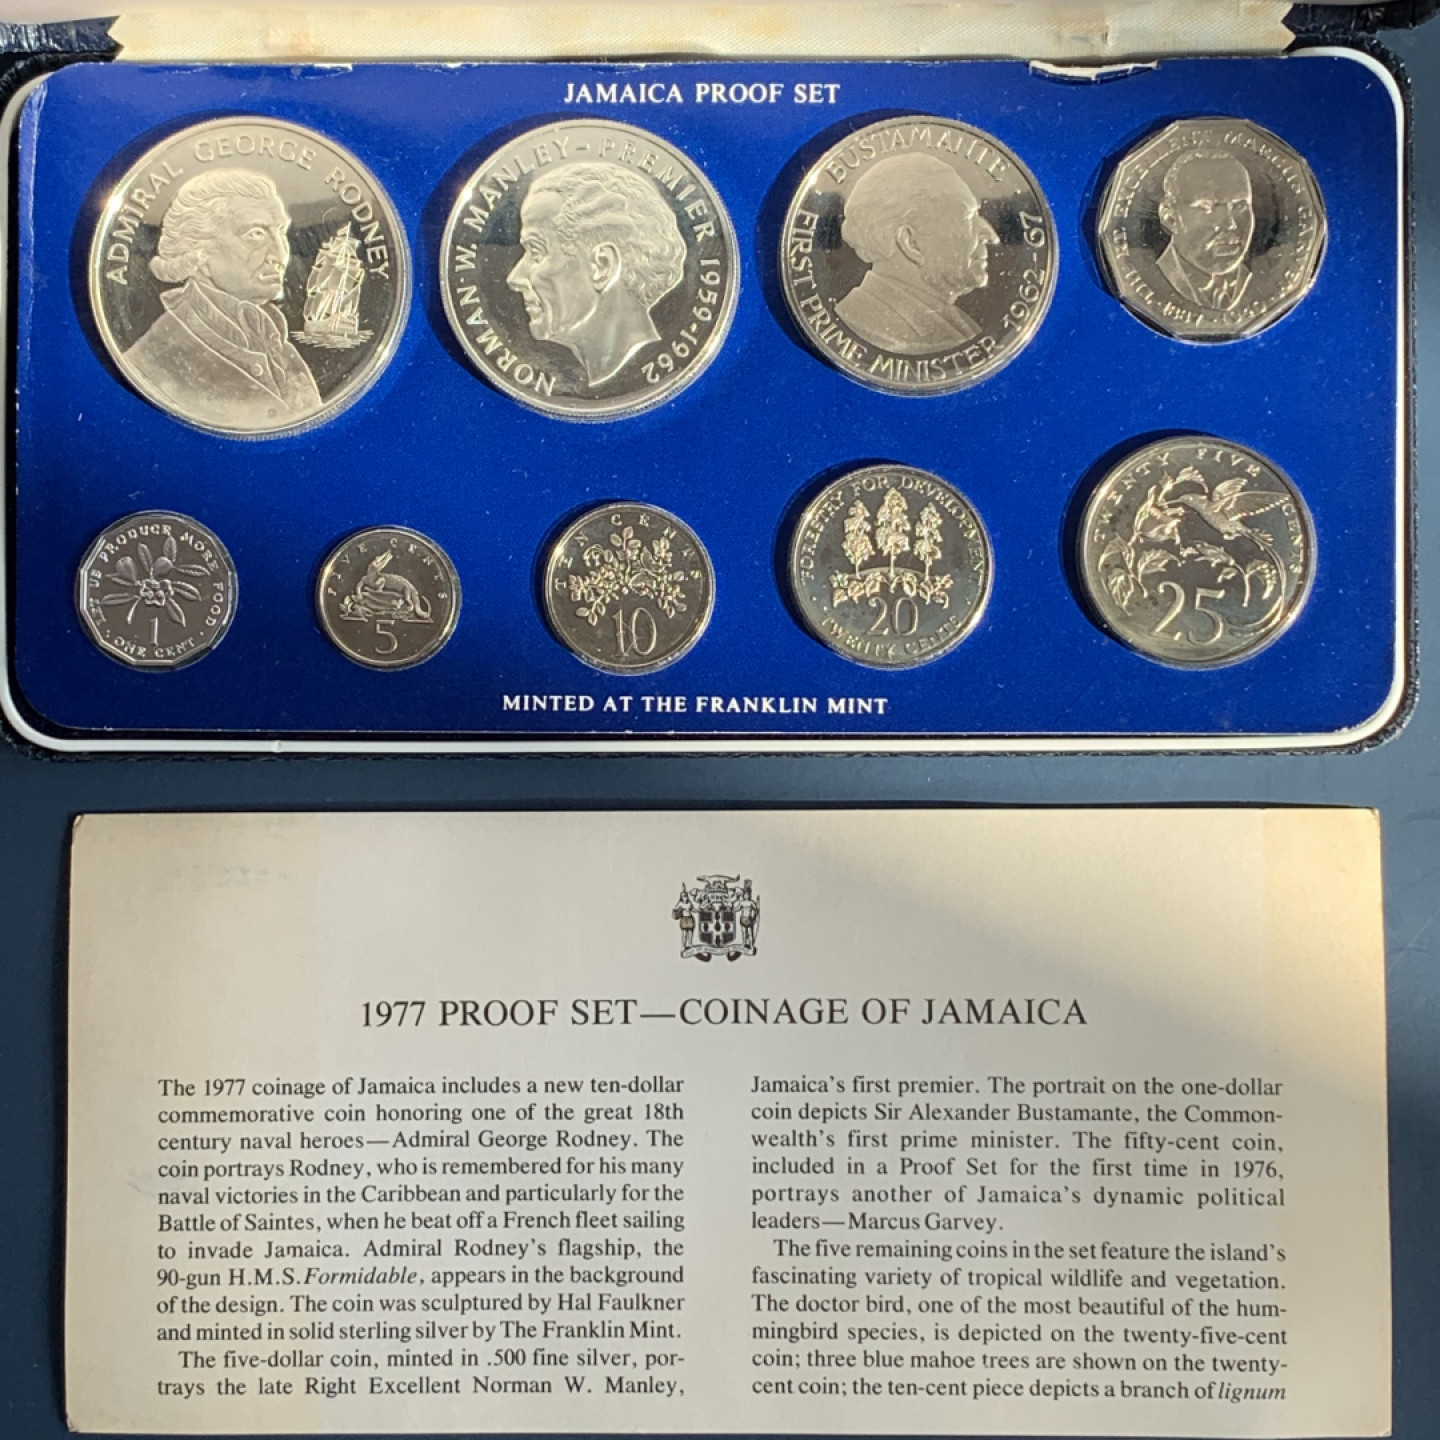 JAMAICA PROOF SET
ADMIRAL GEORGE RODNEY
NORMAN·W. MANLEY–PREMIER 1959-1962
BUSTAMANTE
FIRST PRIME MINISTER 1962-67
LET US PRODUCE MORE FOOD
1
ONE CENT
FIVE CENTS
5
TEN CENTS
10
FORESTRY FOR DEVELOPMENT
20
TWENTY CENTS
TWENTY FIVE CENTS
25
MINTED AT THE FRANKLIN MINT
1977 PROOF SET—COINAGE OF JAMAICA
The 1977 coinage of Jamaica includes a new ten-dollar
commemorative coin honoring one of the great 18th
century naval heroes—Admiral George Rodney. The
coin portrays Rodney, who is remembered for his many
naval victories in the Caribbean and particularly for the
Battle of Saintes, when he beat off a French fleet sailing
to invade Jamaica. Admiral Rodney's flagship, the
90-gun H.M.S. Formidable, appears in the background
of the design. The coin was sculptured by Hal Faulkner
and minted in solid sterling silver by The Franklin Mint.
The five-dollar coin, minted in .500 fine silver, por-
trays the late Right Excellent Norman W. Manley,
Jamaica's first premier. The portrait on the one-dollar
coin depicts Sir Alexander Bustamante, the Common-
wealth's first prime minister. The fifty-cent coin,
included in a Proof Set for the first time in 1976,
portrays another of Jamaica's dynamic political
leaders—Marcus Garvey.
The five remaining coins in the set feature the island's
fascinating variety of tropical wildlife and vegetation.
The doctor bird, one of the most beautiful of the hum-
mingbird species, is depicted on the twenty-five-cent
coin; three blue mahoe trees are shown on the twenty-
cent coin; the ten-cent piece depicts a branch of lignum